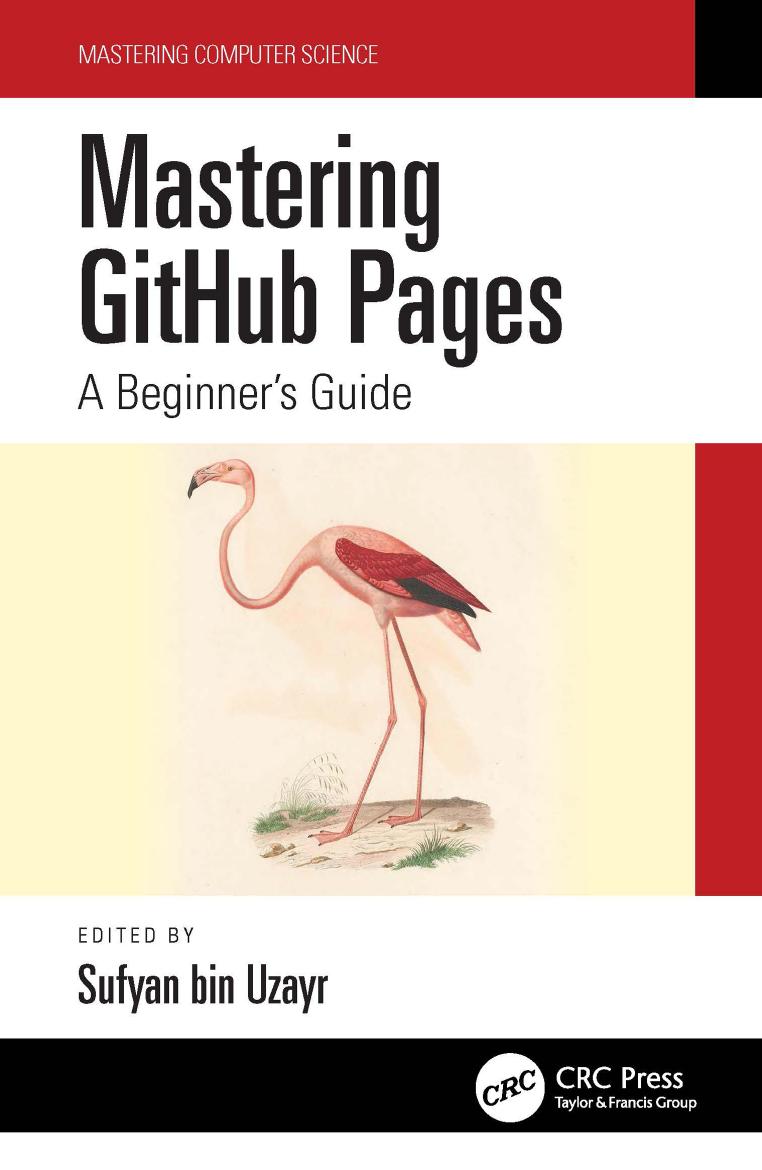 MASTERING COMPUTER SCIENCE
Mastering
GitHub Pages
A Beginner's Guide
EDITED BY
Sufyan bin Uzayr
CRC
CRC Press
Taylor & Francis Group